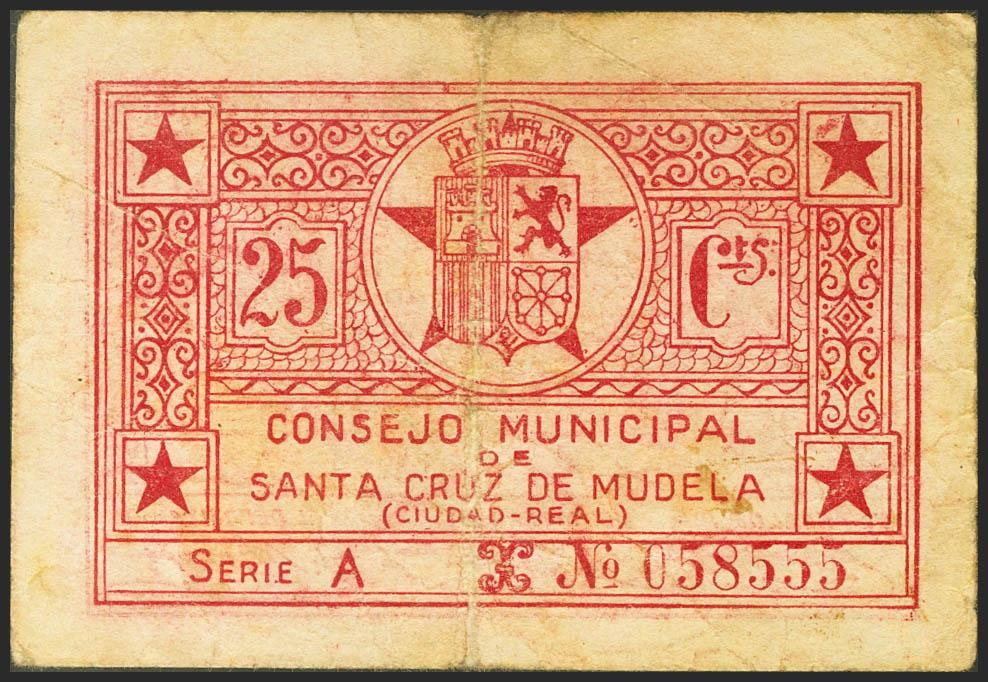 25 Cts.
CONSEJO MUNICIPAL
DE
SANTA CRUZ DE MUDELA
(CIUDAD-REAL)
SERIE A No 058555